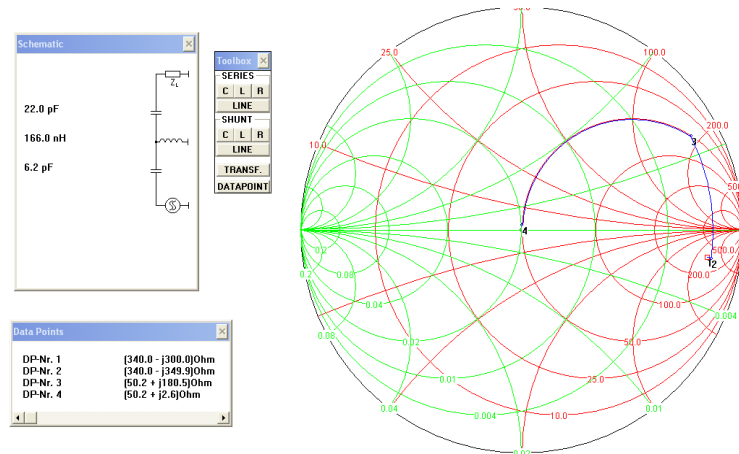 Schematic
Z L
22.0 pF
166.0 nH
6.2 pF
Toolbox
SERIES
C L R
LINE
SHUNT
C L R
LINE
TRANSF.
DATAPOINT
Data Points
DP-Nr. 1 (340.0 - j300.0)Ohm
DP-Nr. 2 (340.0 - j349.9)Ohm
DP-Nr. 3 (50.2 + j180.5)Ohm
DP-Nr. 4 (50.2 + j2.6)Ohm
25.0
100.0
10.0
200.0
3
500
4
0.2
0.2
0.08
500.0
12
200.0
0.04
100.0
0.004
0.08
50.0
0.01
25.0
0.04
0.004
10.0
0.01
0.02